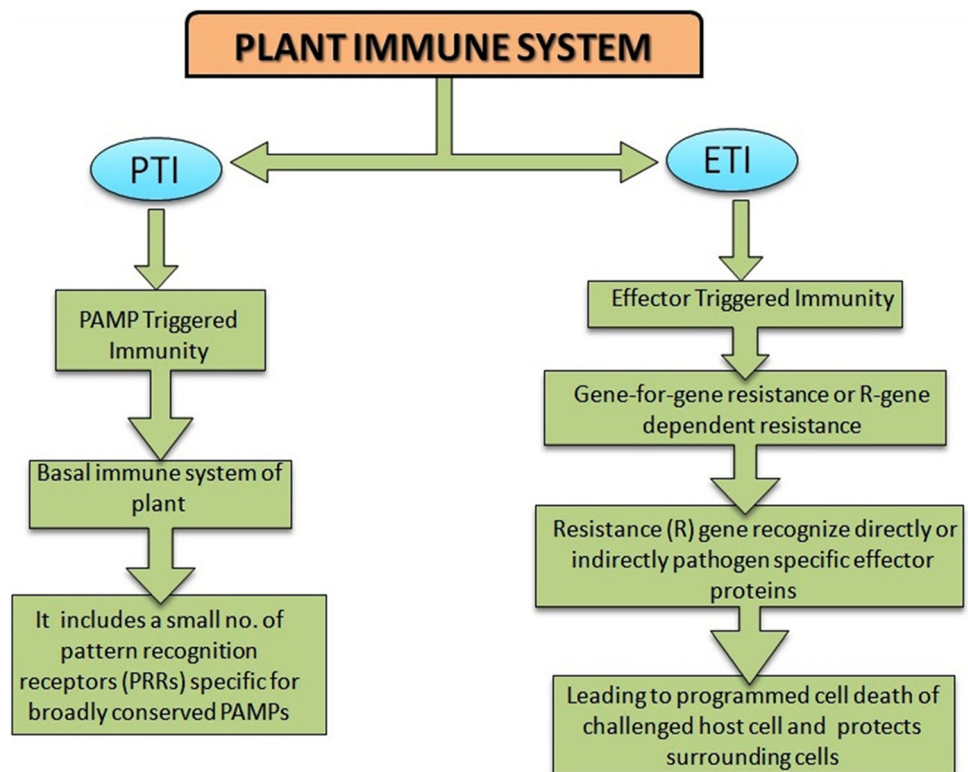 PLANT IMMUNE SYSTEM
PTI
ETI
PAMP Triggered
Immunity
Basal immune system of
plant
It includes a small no. of
pattern recognition
receptors (PRRs) specific for
broadly conserved PAMPs
Effector Triggered Immunity
Gene-for-gene resistance or R-gene
dependent resistance
Resistance (R) gene recognize directly or
indirectly pathogen specific effector
proteins
Leading to programmed cell death of
challenged host cell and protects
surrounding cells